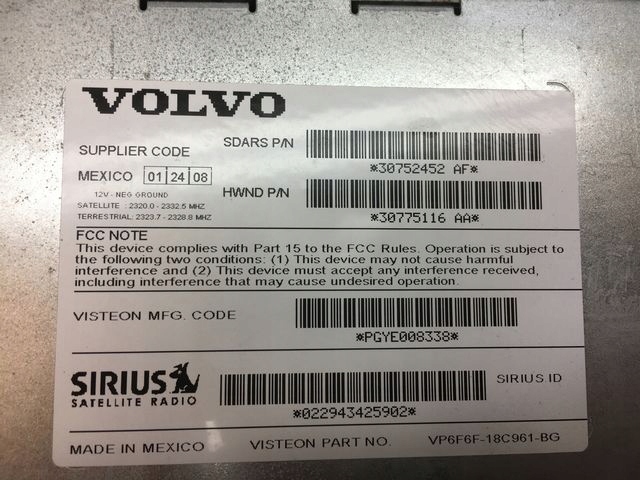 VOLVO
SUPPLIER CODE
SDARS P/N
*30752452 AF*
MEXICO 01 24 08
HWND P/N
*30775116 AA*
12V - NEG GROUND
SATELLITE : 2320.0 - 2332.5 MHZ
TERRESTRIAL: 2323.7 - 2328.8 MHZ
FCC NOTE
This device complies with Part 15 to the FCC Rules. Operation is subject to
the following two conditions: (1) This device may not cause harmful
interference and (2) This device must accept any interference received,
including interference that may cause undesired operation.
VISTEON MFG. CODE
*PGYE008338*
SIRIUS
SATELLITE RADIO
*022943425902*
SIRIUS ID
MADE IN MEXICO VISTEON PART NO. VP6F6F-18C961-BG